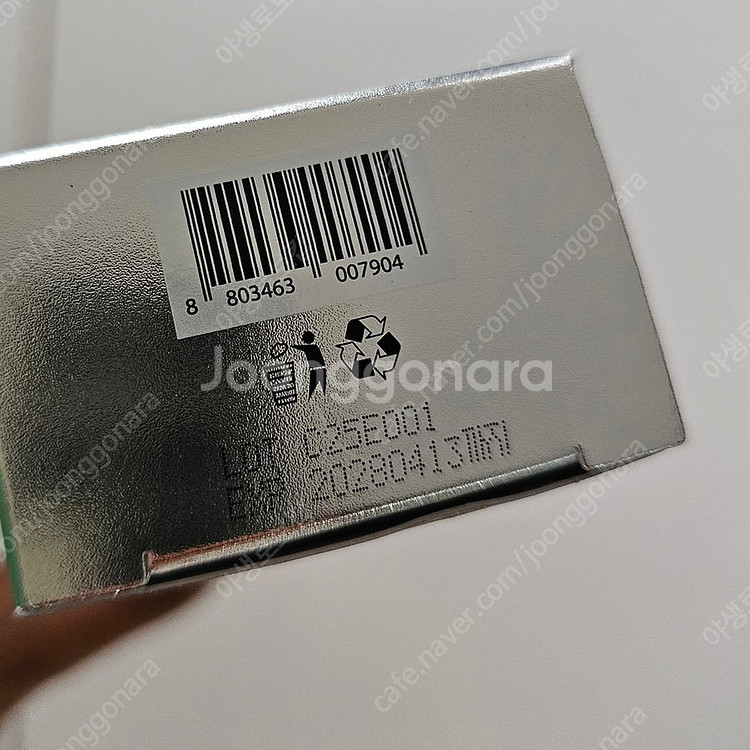 8 803463 007904
Joonggonara
LOT C25E001
EXP 20280413까지
cafe.naver.com/joonggonara